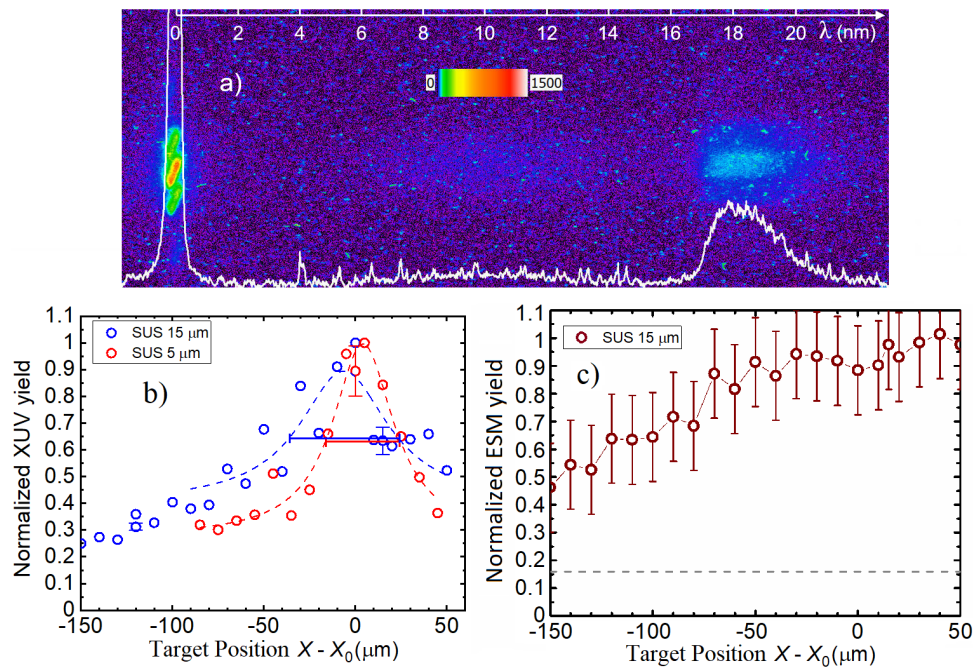 0 2 4 6 8 10 12 14 16 18 20 λ (nm)
a)
0 1500
Normalized XUV yield
1.1
1
0.9
0.8
0.7
0.6
0.5
0.4
0.3
0.2
0.1
0
SUS 15 μm
SUS 5 μm
b)
-150 -100 -50 0 50
Target Position X - X₀(μm)
Normalized ESM yield
1.1
1
0.9
0.8
0.7
0.6
0.5
0.4
0.3
0.2
0.1
0
SUS 15 μm
c)
-150 -100 -50 0 50
Target Position X - X₀(μm)